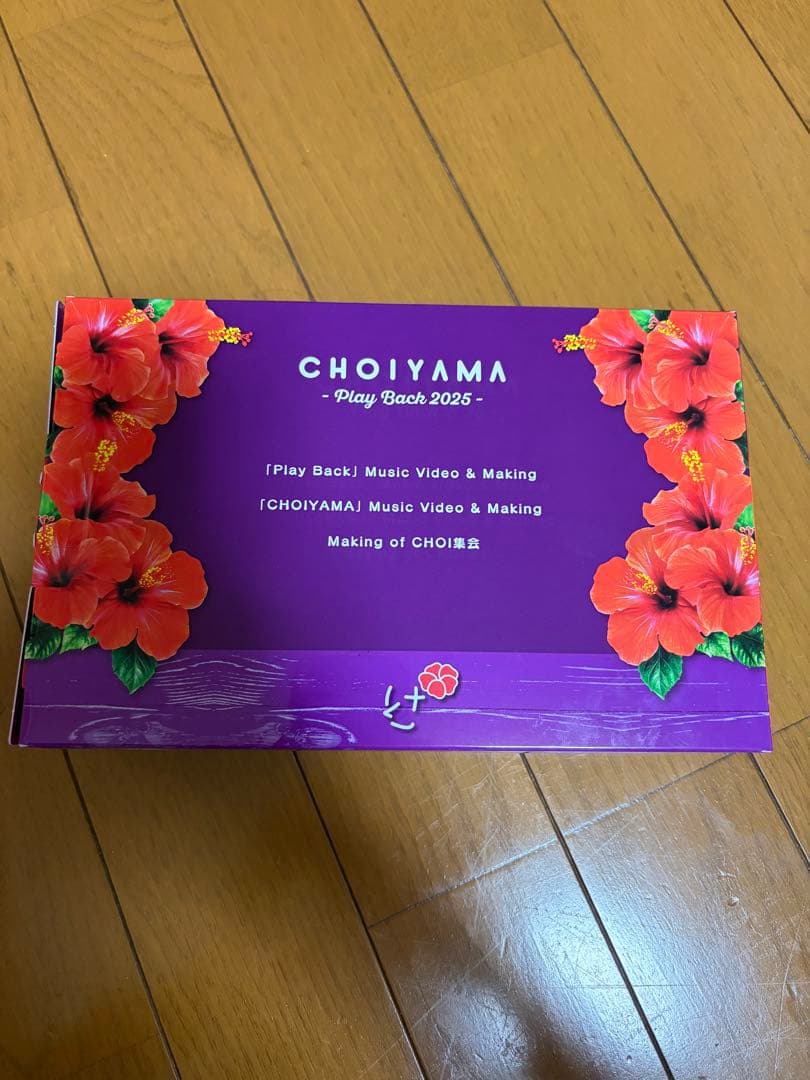 CHOIYAMA
- Play Back 2025 -
「Play Back」 Music Video & Making
「CHOIYAMA」 Music Video & Making
Making of CHOI集会